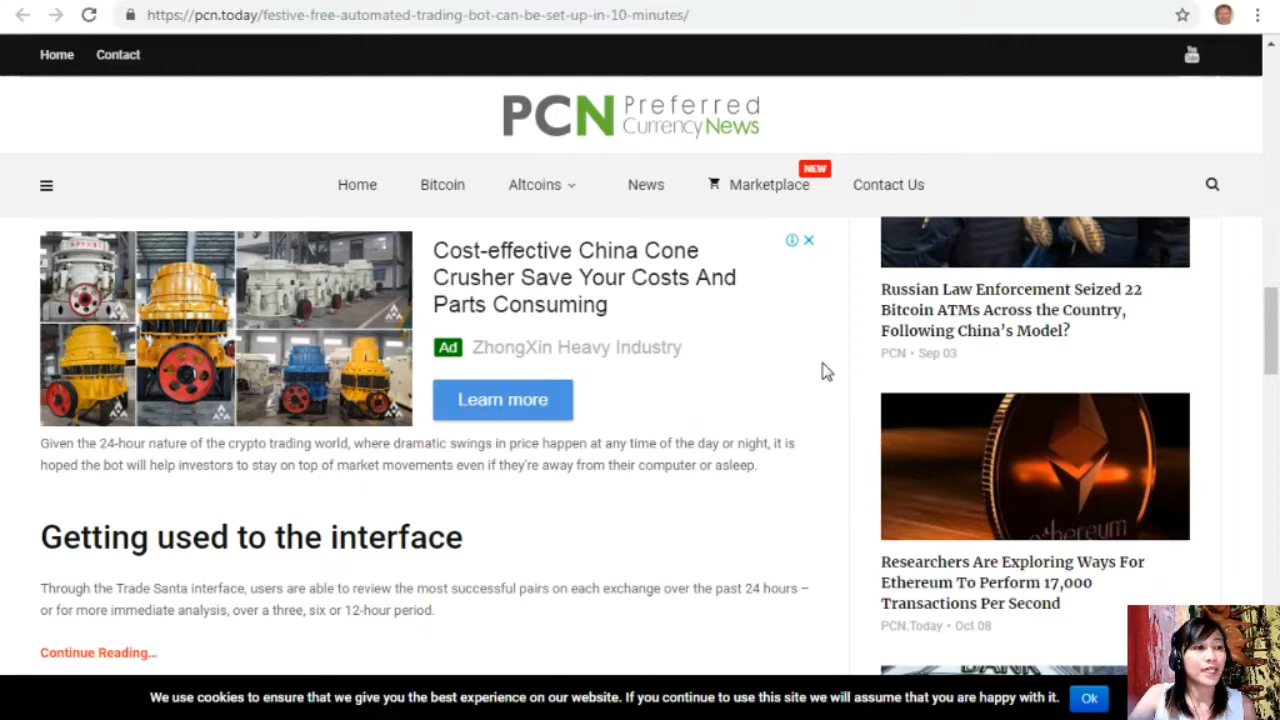 https://pcn.today/festive-free-automated-trading-bot-can-be-set-up-in-10-minutes/
Home Contact
You Tube
PCN Preferred Currency News
NEW
Home Bitcoin Altcoins News Marketplace Contact Us
Cost-effective China Cone
Crusher Save Your Costs And
Parts Consuming
Ad ZhongXin Heavy Industry
Learn more
Given the 24-hour nature of the crypto trading world, where dramatic swings in price happen at any time of the day or night, it is
hoped the bot will help investors to stay on top of market movements even if they're away from their computer or asleep.
Getting used to the interface
Through the Trade Santa interface, users are able to review the most successful pairs on each exchange over the past 24 hours –
or for more immediate analysis, over a three, six or 12-hour period.
Continue Reading...
Russian Law Enforcement Seized 22
Bitcoin ATMs Across the Country,
Following China's Model?
PCN • Sep 03
ethereum
Researchers Are Exploring Ways For
Ethereum To Perform 17,000
Transactions Per Second
PCN.Today • Oct 08
BANK
We use cookies to ensure that we give you the best experience on our website. If you continue to use this site we will assume that you are happy with it. Ok